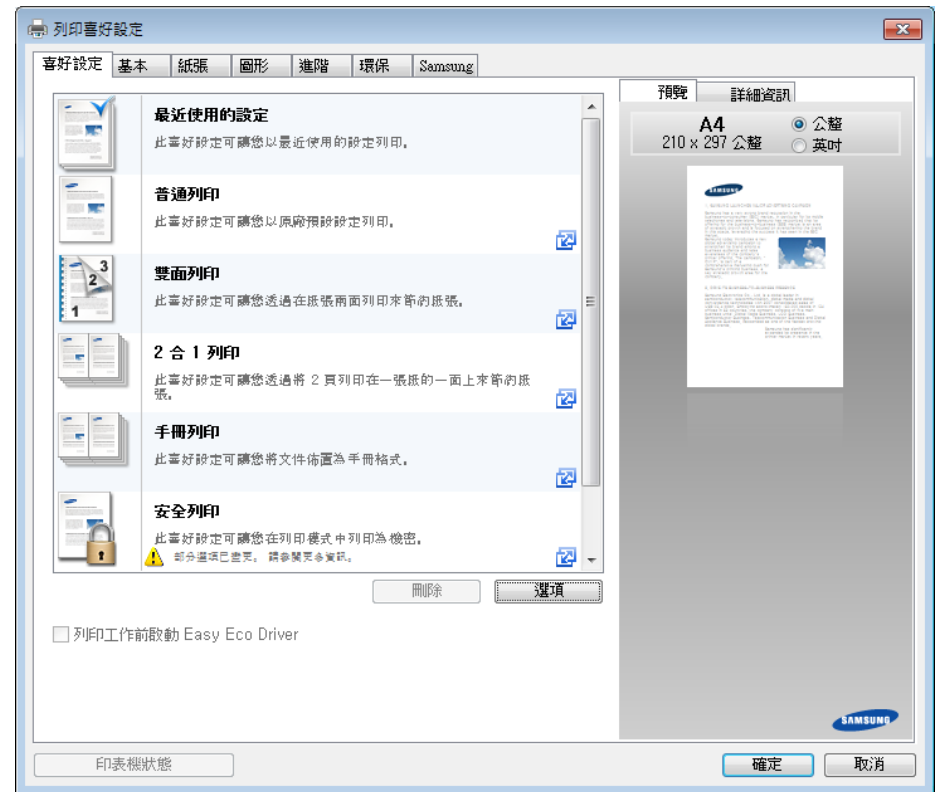 列印喜好設定
喜好設定 基本 紙張 圖形 進階 環保 Samsung
最近使用的設定
此喜好設定可讓您以最近使用的設定列印。
普通列印
此喜好設定可讓您以原廠預設設定列印。
雙面列印
此喜好設定可讓您透過在紙張兩面列印來節約紙張。
2 合 1 列印
此喜好設定可讓您透過將 2 頁列印在一張紙的一面上來節約紙
張。
手冊列印
此喜好設定可讓您將文件佈置為手冊格式。
安全列印
此喜好設定可讓您在列印模式中列印為機密。
部分選項已變更。 請參閱更多資訊。
刪除 選項
列印工作前啟動 Easy Eco Driver
預覽 詳細資訊
A4
210 x 297 公釐
公釐
英吋
SAMSUNG
SAMSUNG
印表機狀態 確定 取消
1
2
3